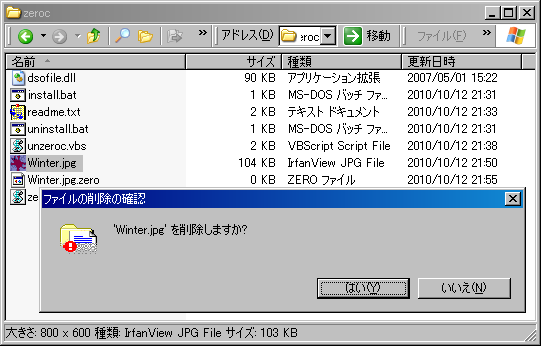 zeroc
アドレス(D)
eroc
移動
ファイル(F)
名前 サイズ 種類 更新日時
dsofile.dll 90 KB アプリケーション拡張 2007/05/01 15:22
install.bat 1 KB MS-DOS バッチ ファ... 2010/10/12 21:31
readme.txt 2 KB テキスト ドキュメント 2010/10/12 21:33
uninstall.bat 1 KB MS-DOS バッチ ファ... 2010/10/12 21:31
unzeroc.vbs 2 KB VBScript Script File 2010/10/12 21:38
Winter.jpg 104 KB IrfanView JPG File 2010/10/12 21:50
Winter.jpg.zero 0 KB ZERO ファイル 2010/10/12 21:55
ze
ファイルの削除の確認
'Winter.jpg' を削除しますか?
はい(Y) いいえ(N)
大きさ: 800 x 600 種類: IrfanView JPG File サイズ: 103 KB